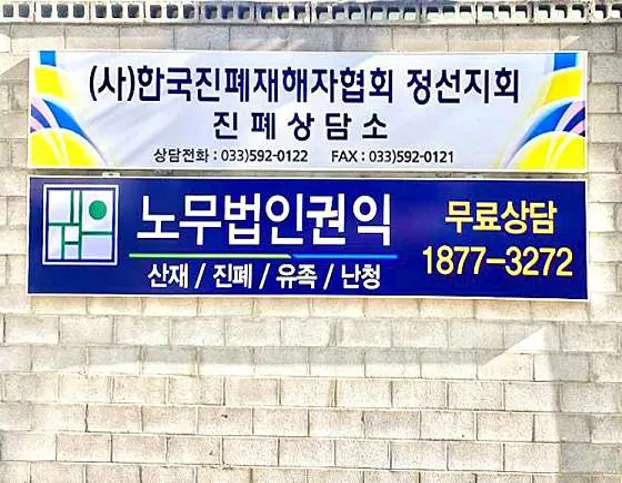 (사)한국진폐재해자협회 정선지회
진폐상담소
상담전화 : 033)592-0122 FAX : 033)592-0121
노무법인권익
산재 / 진폐 / 유족 / 난청
무료상담
1877-3272